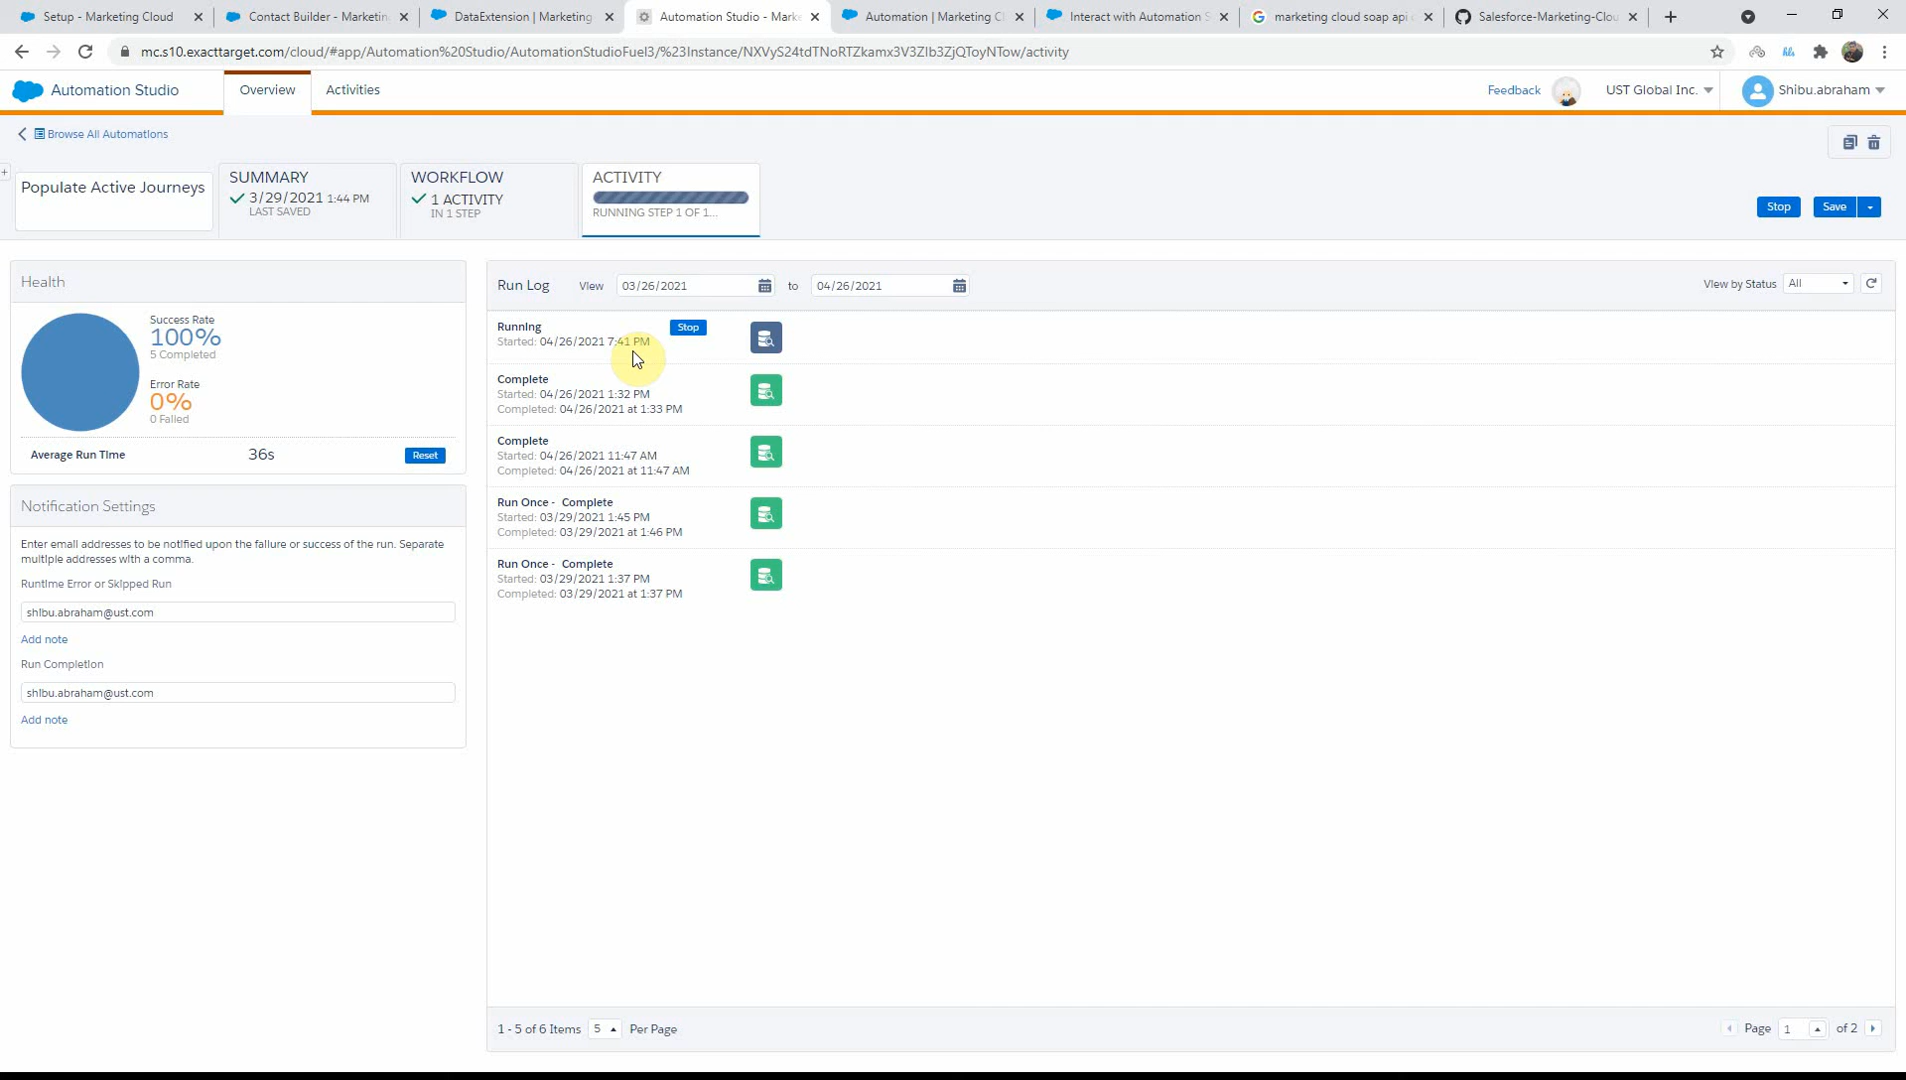 Setup - Marketing Cloud
Contact Builder - Marketin
DataExtension | Marketing
Automation Studio - Marke
Automation | Marketing C
Interact with Automation S
marketing cloud soap api
Salesforce-Marketing-Clou
mc.s10.exacttarget.com/cloud/#app/Automation%20Studio/AutomationStudioFuel3/%23Instance/NXVyS24tdTNoRTZkamx3V3ZIb3ZjQToyNTow/activity
Automation Studio
Overview
Activities
Feedback
UST Global Inc.
Shibu.abraham
Browse All Automations
Populate Active Journeys
SUMMARY
3/29/2021 1:44 PM
LAST SAVED
WORKFLOW
1 ACTIVITY
IN 1 STEP
ACTIVITY
RUNNING STEP 1 OF 1...
Stop
Save
Health
Success Rate
100%
5 Completed
Error Rate
0%
0 Failed
Average Run Time
36s
Reset
Notification Settings
Enter email addresses to be notified upon the failure or success of the run. Separate
multiple addresses with a comma.
Runtime Error or Skipped Run
shibu.abraham@ust.com
Add note
Run Completion
shibu.abraham@ust.com
Add note
Run Log
View
03/26/2021
to
04/26/2021
View by Status
All
Running
Stop
Started: 04/26/2021 7:41 PM
Complete
Started: 04/26/2021 1:32 PM
Completed: 04/26/2021 at 1:33 PM
Complete
Started: 04/26/2021 11:47 AM
Completed: 04/26/2021 at 11:47 AM
Run Once - Complete
Started: 03/29/2021 1:45 PM
Completed: 03/29/2021 at 1:46 PM
Run Once - Complete
Started: 03/29/2021 1:37 PM
Completed: 03/29/2021 at 1:37 PM
1 - 5 of 6 Items
5
Per Page
Page
1
of 2